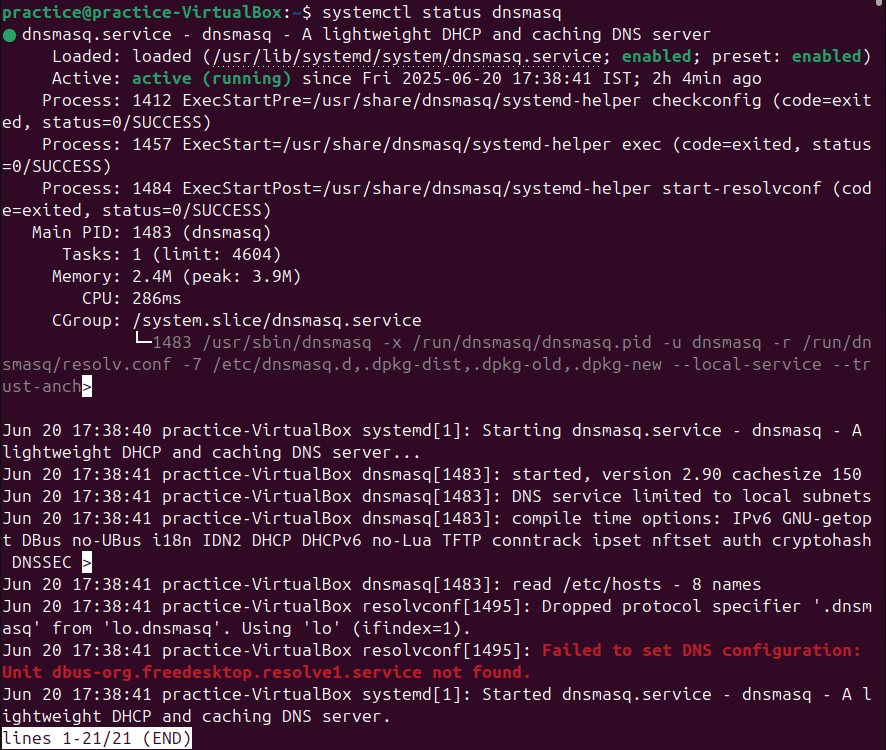 practice@practice-VirtualBox:~$ systemctl status dnsmasq
● dnsmasq.service - dnsmasq - A lightweight DHCP and caching DNS server
     Loaded: loaded (/usr/lib/systemd/system/dnsmasq.service; enabled; preset: enabled)
     Active: active (running) since Fri 2025-06-20 17:38:41 IST; 2h 4min ago
    Process: 1412 ExecStartPre=/usr/share/dnsmasq/systemd-helper checkconfig (code=exit
ed, status=0/SUCCESS)
    Process: 1457 ExecStart=/usr/share/dnsmasq/systemd-helper exec (code=exited, status
=0/SUCCESS)
    Process: 1484 ExecStartPost=/usr/share/dnsmasq/systemd-helper start-resolvconf (cod
e=exited, status=0/SUCCESS)
   Main PID: 1483 (dnsmasq)
      Tasks: 1 (limit: 4604)
     Memory: 2.4M (peak: 3.9M)
        CPU: 286ms
     CGroup: /system.slice/dnsmasq.service
             └─1483 /usr/sbin/dnsmasq -x /run/dnsmasq/dnsmasq.pid -u dnsmasq -r /run/dn
smasq/resolv.conf -7 /etc/dnsmasq.d,.dpkg-dist,.dpkg-old,.dpkg-new --local-service --tr
ust-anch>
Jun 20 17:38:40 practice-VirtualBox systemd[1]: Starting dnsmasq.service - dnsmasq - A
lightweight DHCP and caching DNS server...
Jun 20 17:38:41 practice-VirtualBox dnsmasq[1483]: started, version 2.90 cachesize 150
Jun 20 17:38:41 practice-VirtualBox dnsmasq[1483]: DNS service limited to local subnets
Jun 20 17:38:41 practice-VirtualBox dnsmasq[1483]: compile time options: IPv6 GNU-getop
t DBus no-UBus i18n IDN2 DHCP DHCPv6 no-Lua TFTP conntrack ipset nftset auth cryptohash
 DNSSEC >
Jun 20 17:38:41 practice-VirtualBox dnsmasq[1483]: read /etc/hosts - 8 names
Jun 20 17:38:41 practice-VirtualBox resolvconf[1495]: Dropped protocol specifier '.dnsm
asq' from 'lo.dnsmasq'. Using 'lo' (ifindex=1).
Jun 20 17:38:41 practice-VirtualBox resolvconf[1495]: Failed to set DNS configuration:
Unit dbus-org.freedesktop.resolve1.service not found.
Jun 20 17:38:41 practice-VirtualBox systemd[1]: Started dnsmasq.service - dnsmasq - A l
ightweight DHCP and caching DNS server.
lines 1-21/21 (END)